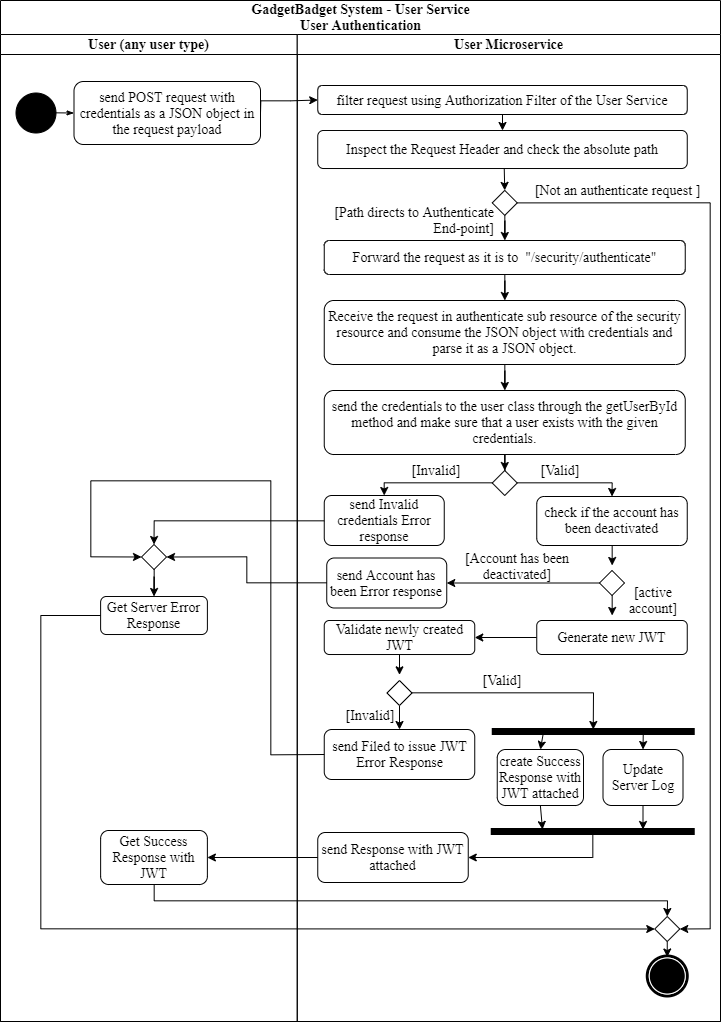 GadgetBadget System - User Service
User Authentication
User (any user type)
User Microservice
send POST request with
credentials as a JSON object in
the request payload
filter request using Authorization Filter of the User Service
Inspect the Request Header and check the absolute path
[Not an authenticate request ]
[Path directs to Authenticate
End-point]
Forward the request as it is to "/security/authenticate"
Receive the request in authenticate sub resource of the security
resource and consume the JSON object with credentials and
parse it as a JSON object.
send the credentials to the user class through the getUserById
method and make sure that a user exists with the given
credentials.
[Invalid]
[Valid]
send Invalid
credentials Error
response
check if the account has
been deactivated
[Account has been
deactivated]
send Account has
been Error response
[active
account]
Get Server Error
Response
Validate newly created
JWT
Generate new JWT
[Valid]
[Invalid]
send Filed to issue JWT
Error Response
create Success
Response with
JWT attached
Update
Server Log
Get Success
Response with
JWT
send Response with JWT
attached